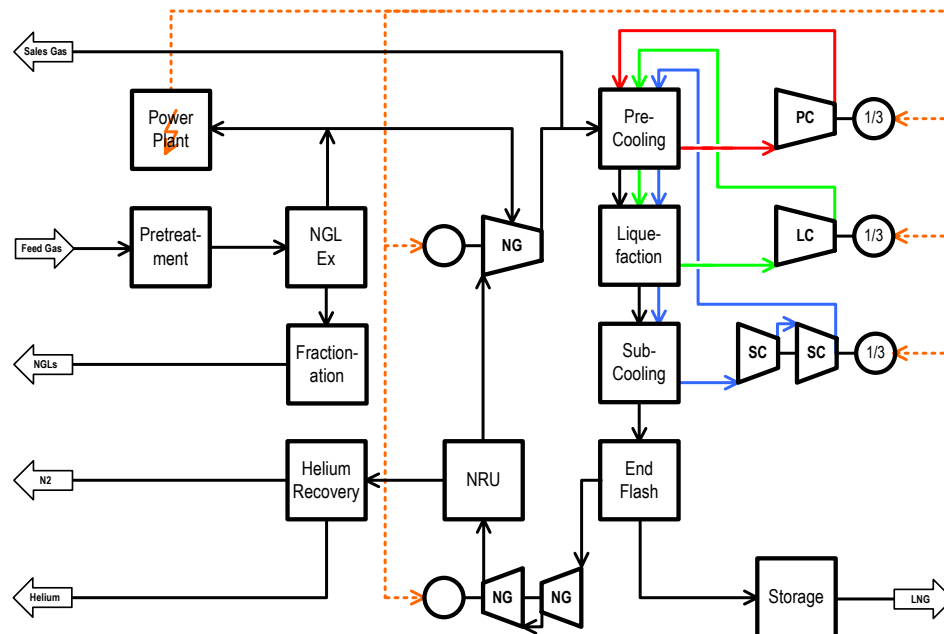 Sales Gas
Power
Plant
Pre-
Cooling
PC
1/3
Feed Gas
Pretreat-
ment
NGL
Ex
NG
Lique-
faction
LC
1/3
NGLs
Fraction-
ation
Sub-
Cooling
SC
SC
1/3
N2
Helium
Recovery
NRU
End
Flash
Helium
NG
NG
Storage
LNG